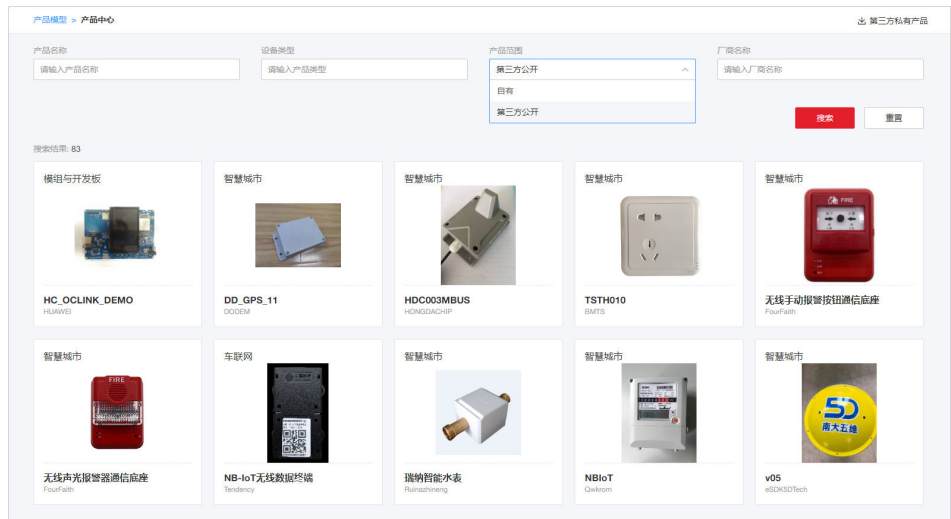 产品模型 > 产品中心
第三方私有产品
产品名称
设备类型
产品范围
厂商名称
请输入产品名称
请输入产品类型
第三方公开
请输入厂商名称
自有
第三方公开
搜索
重置
搜索结果: 83
模组与开发板
智慧城市
智慧城市
智慧城市
智慧城市
FIRE
HC_OCLINK_DEMO
DD_GPS_11
HDC003MBUS
TSTH010
无线手动报警按钮通信底座
HUAWEI
DODEM
HONGDACHIP
BMTS
FourFaith
智慧城市
车联网
智慧城市
智慧城市
智慧城市
FIRE
5D
南大五维
无线声光报警器通信底座
NB-IoT无线数据终端
瑞纳智能水表
NBIoT
v05
FourFaith
Tendency
Ruinazhineng
Qwkrom
eSDK5DTech